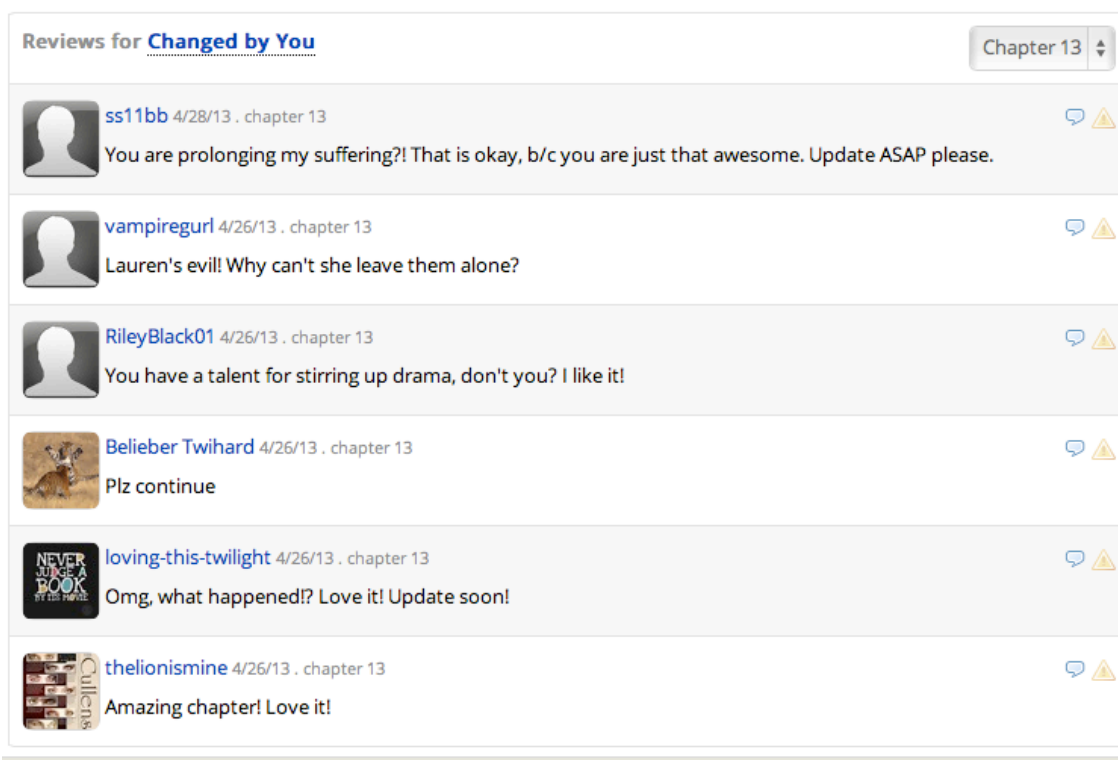 Reviews for Changed by You
Chapter 13
ss11bb 4/28/13 . chapter 13
You are prolonging my suffering?! That is okay, b/c you are just that awesome. Update ASAP please.
vampiregurl 4/26/13 . chapter 13
Lauren's evil! Why can't she leave them alone?
RileyBlack01 4/26/13 . chapter 13
You have a talent for stirring up drama, don't you? I like it!
Belieber Twihard 4/26/13 . chapter 13
Plz continue
NEVER
JUDGE A
BOOK
BY ITS MOVIE
loving-this-twilight 4/26/13 . chapter 13
Omg, what happened!? Love it! Update soon!
Cullens
thelionismine 4/26/13 . chapter 13
Amazing chapter! Love it!